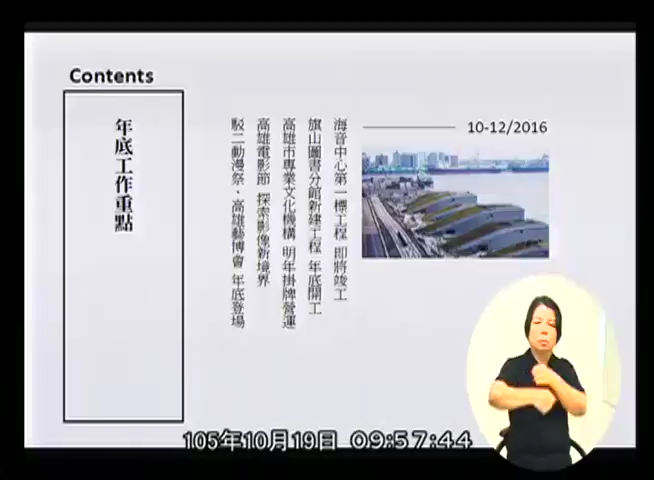 Contents
年底工作重點
10-12/2016
海音中心第一標工程 即將竣工
旗山圖書分館新建工程 年底開工
高雄市專業文化機構 明年掛牌營運
高雄電影節 探索影像新境界
駁二動漫祭、高雄藝博會 年底登場
105年10月19日 09:57:44